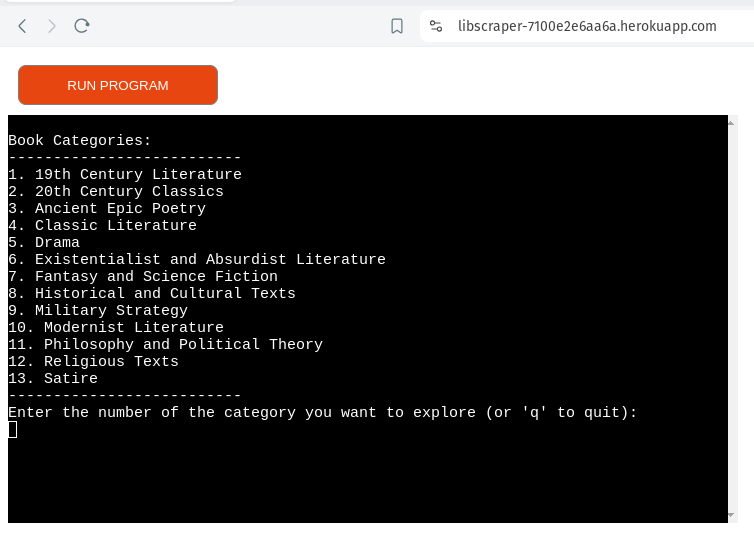 libscraper-7100e2e6aa6a.herokuapp.com
RUN PROGRAM
Book Categories:
--------------------------
1. 19th Century Literature
2. 20th Century Classics
3. Ancient Epic Poetry
4. Classic Literature
5. Drama
6. Existentialist and Absurdist Literature
7. Fantasy and Science Fiction
8. Historical and Cultural Texts
9. Military Strategy
10. Modernist Literature
11. Philosophy and Political Theory
12. Religious Texts
13. Satire
--------------------------
Enter the number of the category you want to explore (or 'q' to quit):